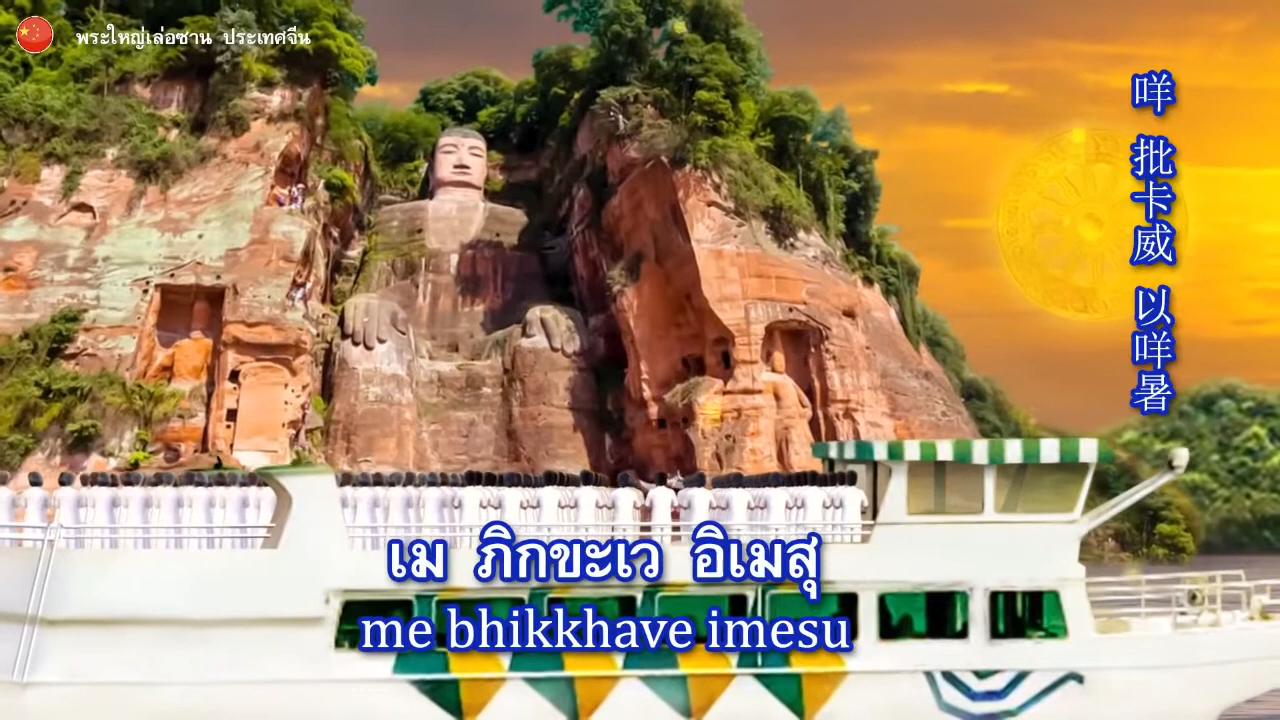 พระใหญ่เล่อซาน ประเทศจีน
咩 批卡威 以咩暑
เม ภิกขะเว อิเมสุ
me bhikkhave imesu